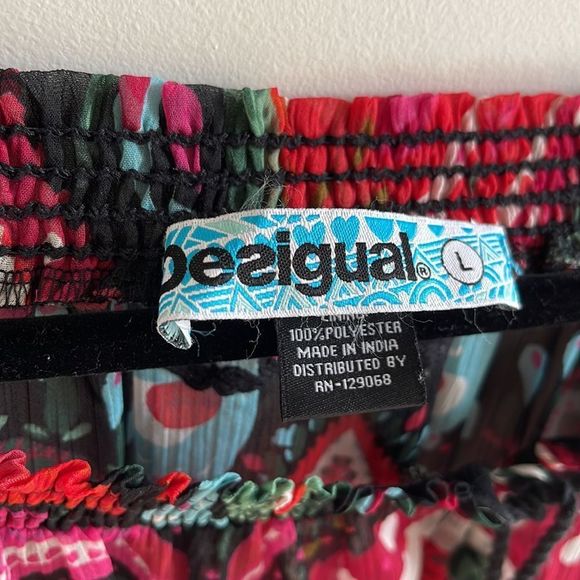 Desigual.®
L
LINING
100%POLYESTER
MADE IN INDIA
DISTRIBUTED BY
RN-129068